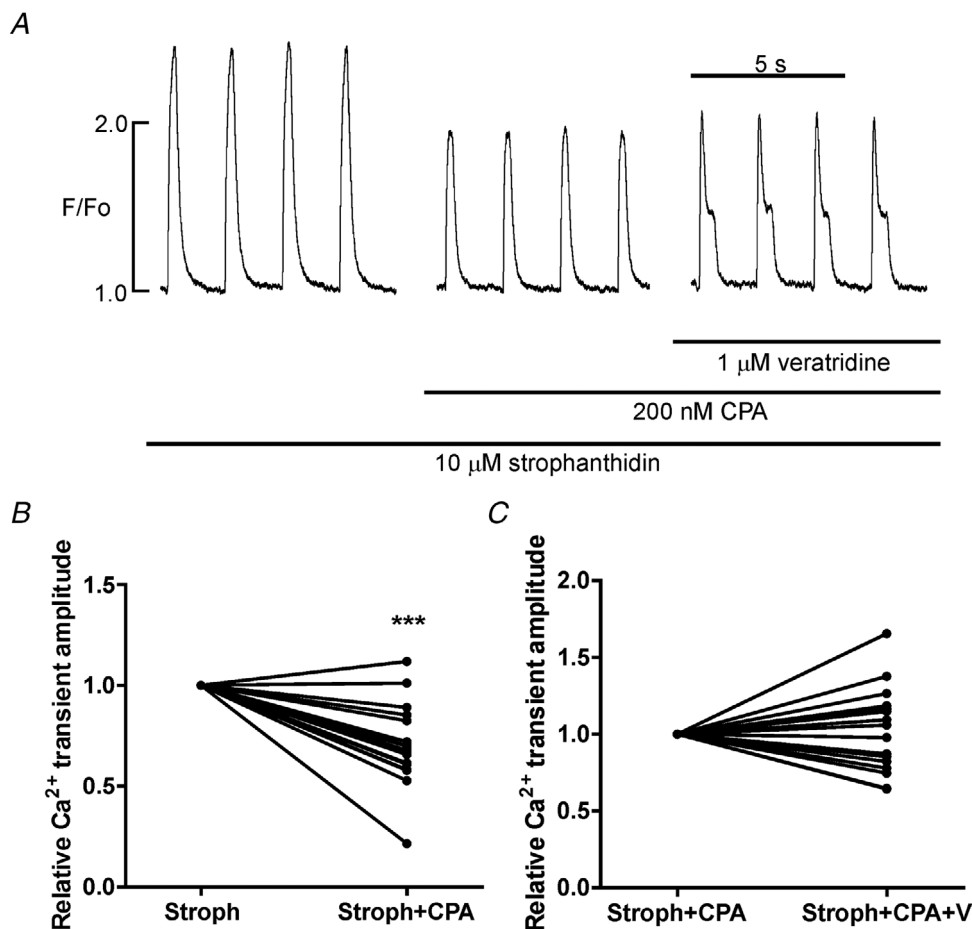 A
5 s
2.0
F/Fo
1.0
1 μM veratridine
200 nM CPA
10 μM strophanthidin
B
Relative Ca²⁺ transient amplitude
1.5
1.0
0.5
0.0
***
Stroph
Stroph+CPA
C
Relative Ca²⁺ transient amplitude
2.0
1.5
1.0
0.5
0.0
Stroph+CPA
Stroph+CPA+V